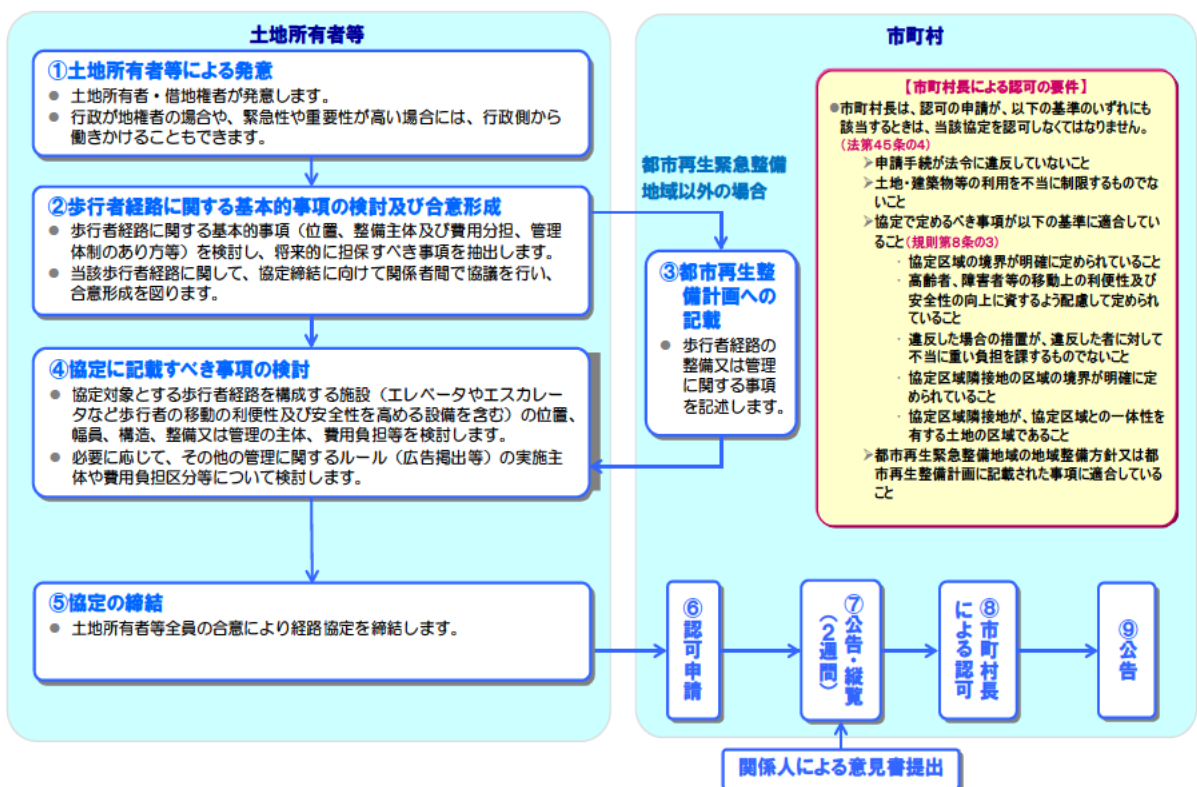 土地所有者等
①土地所有者等による発意
● 土地所有者・借地権者が発意します。
● 行政が地権者の場合や、緊急性や重要性が高い場合には、行政側から
働きかけることもできます。
②歩行者経路に関する基本的事項の検討及び合意形成
● 歩行者経路に関する基本的事項（位置、整備主体及び費用分担、管理
体制のあり方等）を検討し、将来的に担保すべき事項を抽出します。
● 当該歩行者経路に関して、協定締結に向けて関係者間で協議を行い、
合意形成を図ります。
④協定に記載すべき事項の検討
● 協定対象とする歩行者経路を構成する施設（エレベータやエスカレー
タなど歩行者の移動の利便性及び安全性を高める設備を含む）の位置、
幅員、構造、整備又は管理の主体、費用負担等を検討します。
● 必要に応じて、その他の管理に関するルール（広告掲出等）の実施主
体や費用負担区分等について検討します。
⑤協定の締結
● 土地所有者等全員の合意により経路協定を締結します。
市町村
都市再生緊急整備
地域以外の場合
③都市再生整
備計画への
記載
● 歩行者経路の
整備又は管理
に関する事項
を記述します。
【市町村長による認可の要件】
●市町村長は、認可の申請が、以下の基準のいずれにも
該当するときは、当該協定を認可しなくてはなりません。
（法第45条の4）
➢申請手続が法令に違反していないこと
➢土地・建築物等の利用を不当に制限するものでな
いこと
➢協定で定めるべき事項が以下の基準に適合してい
ること（規則第8条の3）
・ 協定区域の境界が明確に定められていること
・ 高齢者、障害者等の移動上の利便性及び
安全性の向上に資するよう配慮して定められ
ていること
・ 違反した場合の措置が、違反した者に対して
不当に重い負担を課するものでないこと
・ 協定区域隣接地の区域の境界が明確に定
められていること
・ 協定区域隣接地が、協定区域との一体性を
有する土地の区域であること
➢都市再生緊急整備地域の地域整備方針又は都
市再生整備計画に記載された事項に適合している
こと
⑥認可申請
⑦公告・縦覧
（２週間）
⑧市町村長
による認可
⑨公告
関係人による意見書提出